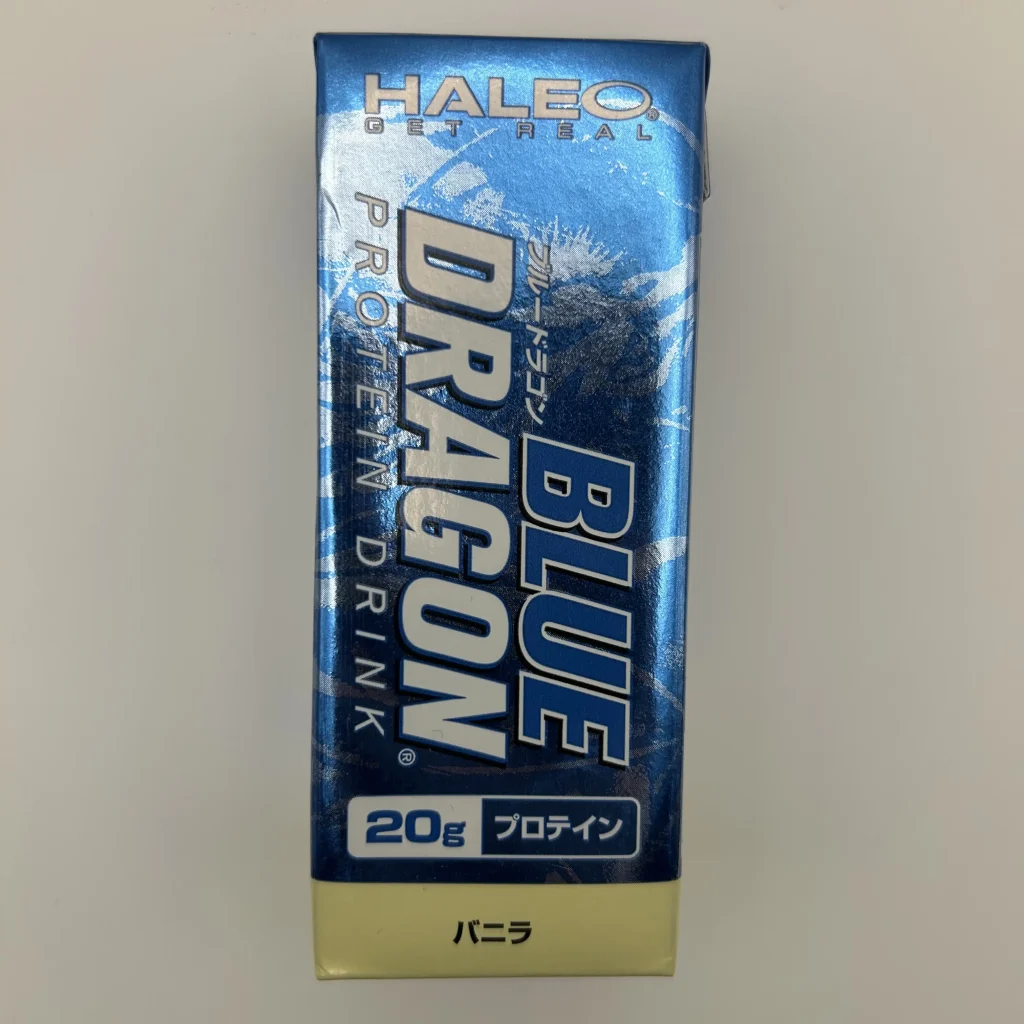 HALEO®
GET REAL
ブルードラゴン
BLUE
DRAGON®
PROTEIN DRINK
20g プロテイン
バニラ